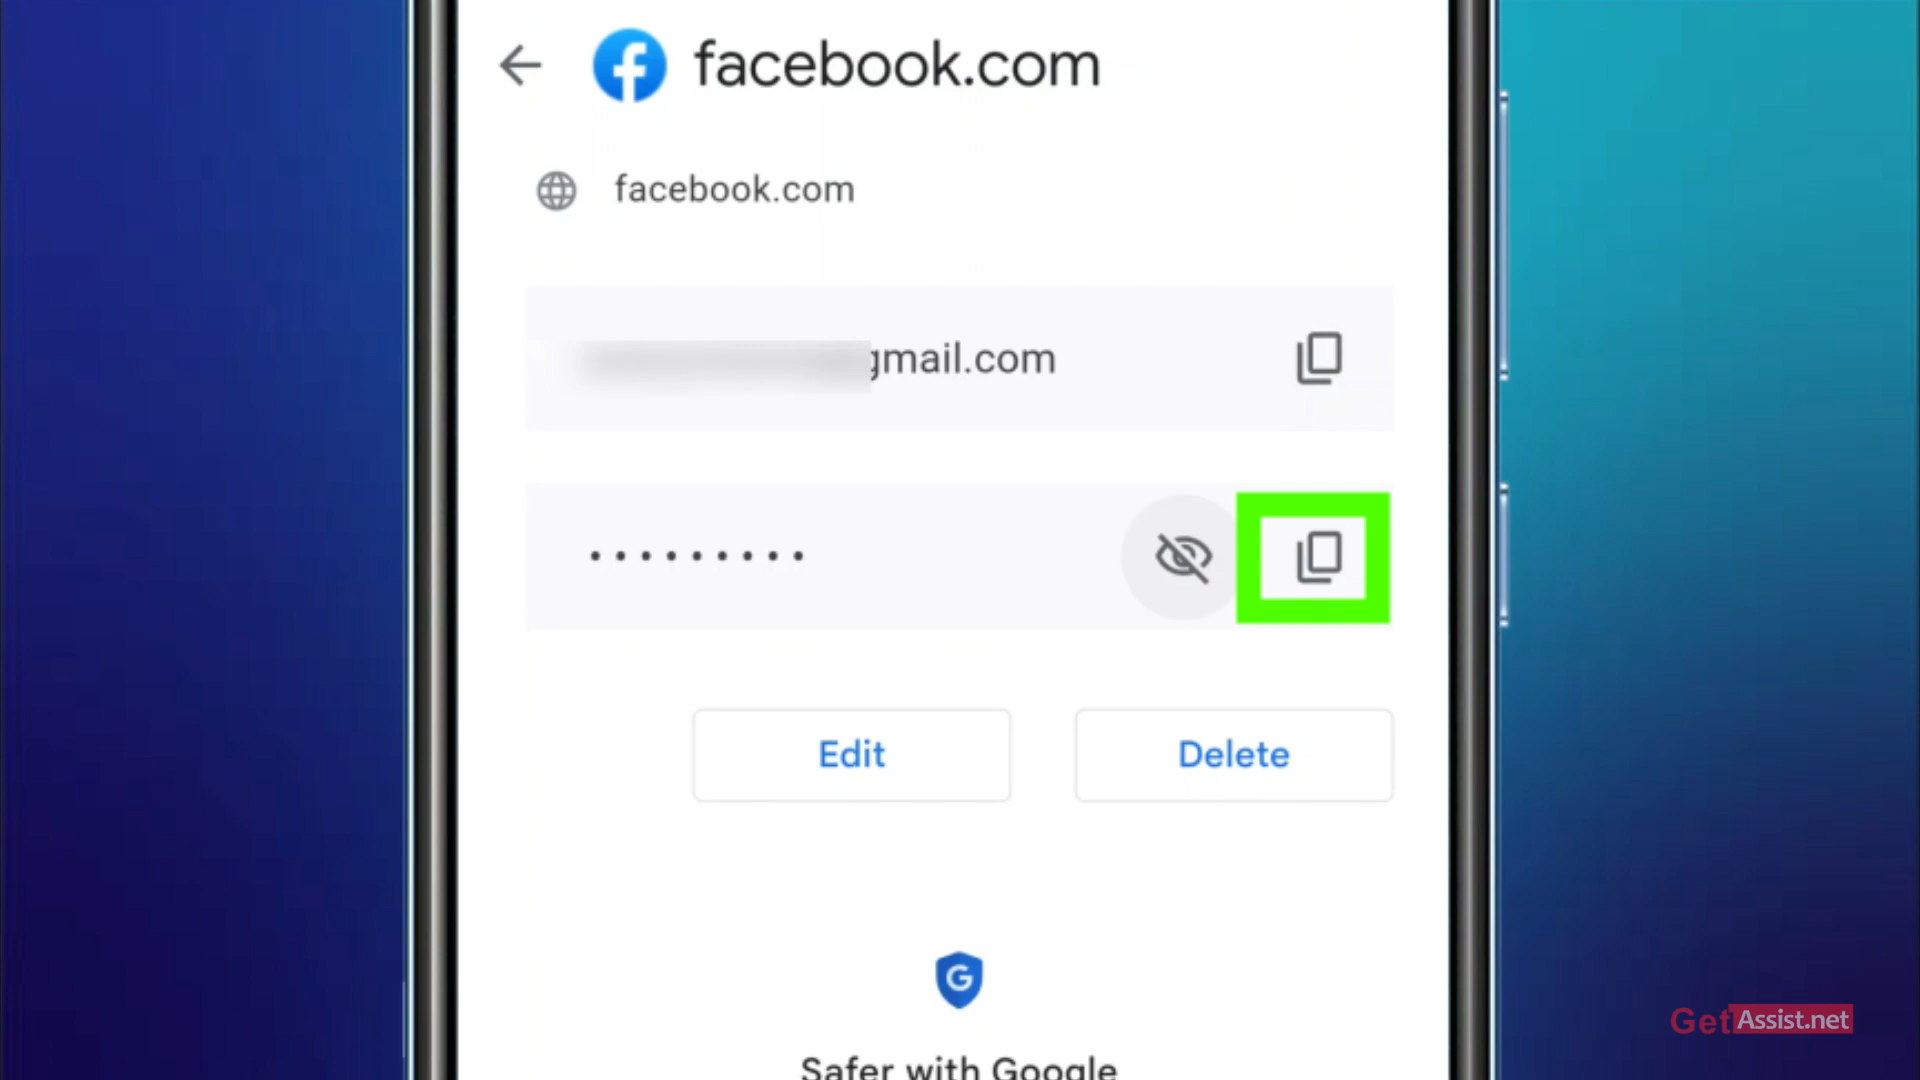 facebook.com
facebook.com
gmail.com
•••••••••
Edit
Delete
Safer with Google
GetAssist.net